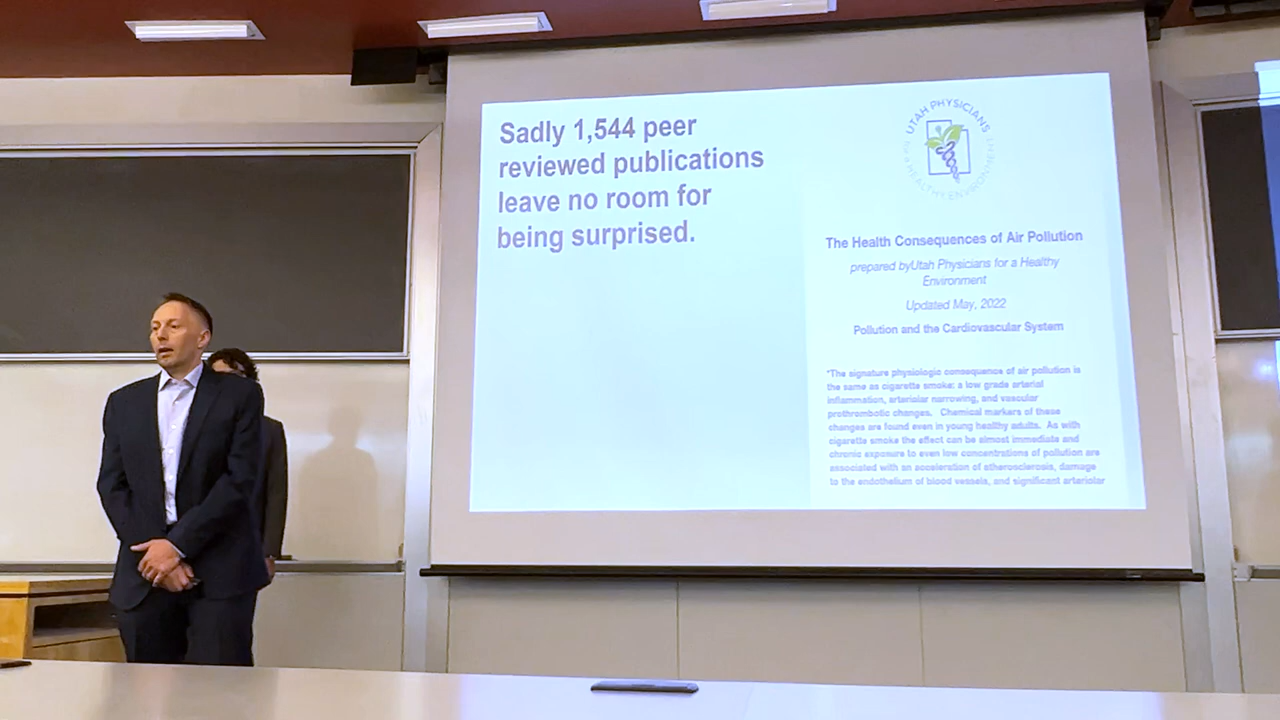 Sadly 1,544 peer
reviewed publications
leave no room for
being surprised.
UTAH PHYSICIANS
for a HEALTHY ENVIRONMENT
The Health Consequences of Air Pollution
prepared byUtah Physicians for a Healthy
Environment
Updated May, 2022
Pollution and the Cardiovascular System
"The signature physiologic consequence of air pollution is
the same as cigarette smoke: a low grade arterial
inflammation, arteriolar narrowing, and vascular
prothrombotic changes. Chemical markers of these
changes are found even in young healthy adults. As with
cigarette smoke the effect can be almost immediate and
chronic exposure to even low concentrations of pollution are
associated with an acceleration of atherosclerosis, damage
to the endothelium of blood vessels, and significant arteriolar